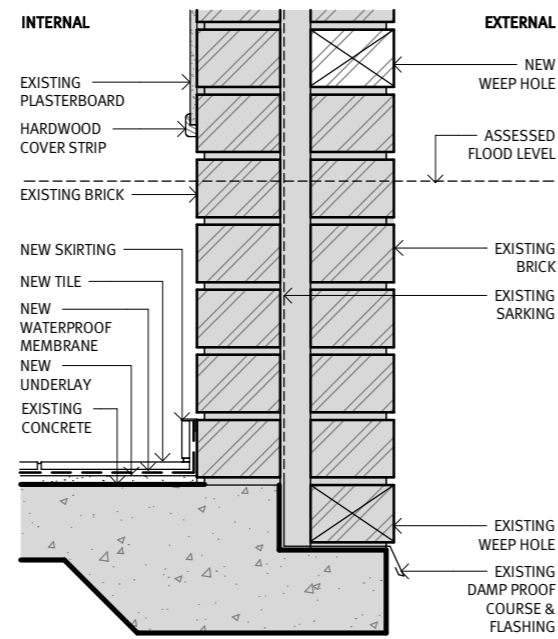 INTERNAL
EXTERNAL
EXISTING
PLASTERBOARD
HARDWOOD
COVER STRIP
EXISTING BRICK
NEW SKIRTING
NEW TILE
NEW
WATERPROOF
MEMBRANE
NEW
UNDERLAY
EXISTING
CONCRETE
NEW
WEEP HOLE
ASSESSED
FLOOD LEVEL
EXISTING
BRICK
EXISTING
SARKING
EXISTING
WEEP HOLE
EXISTING
DAMP PROOF
COURSE &
FLASHING